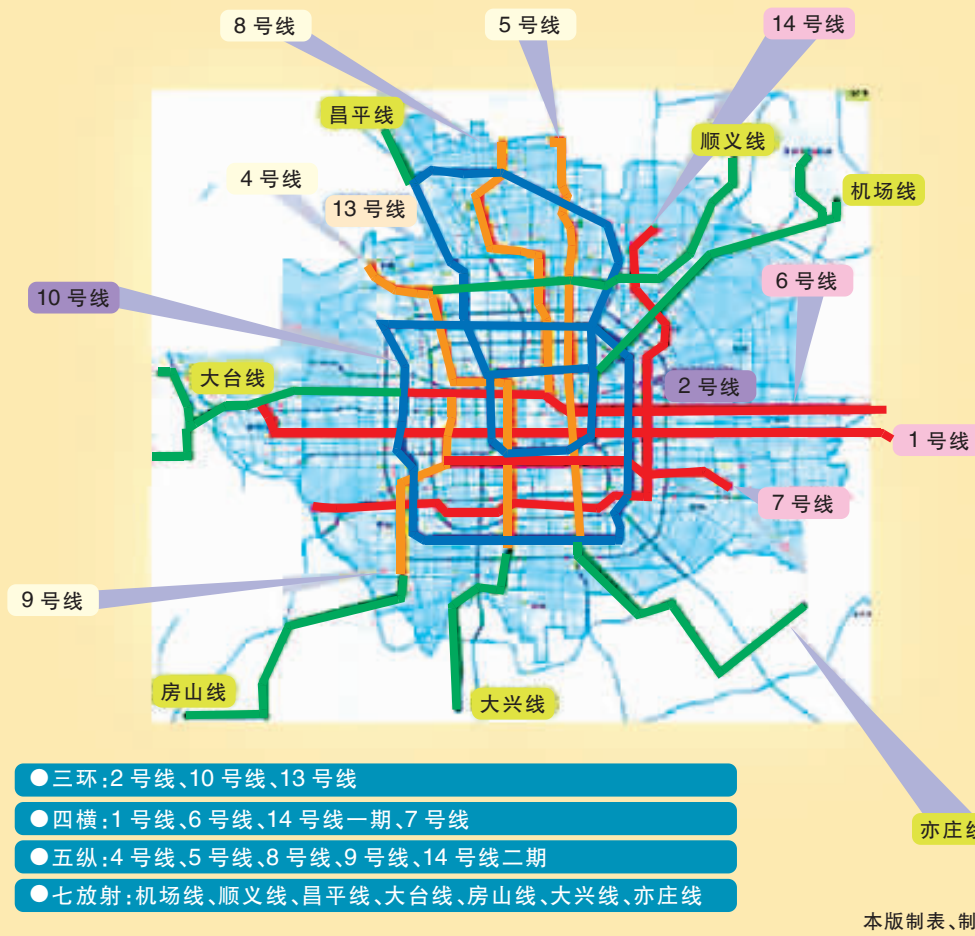 8 号线
5 号线
14 号线
昌平线
顺义线
4 号线
13 号线
机场线
6 号线
10 号线
大台线
2 号线
1 号线
7 号线
9 号线
房山线
大兴线
亦庄线
●三环:2 号线、10 号线、13 号线
●四横:1 号线、6 号线、14 号线一期、7 号线
●五纵:4 号线、5 号线、8 号线、9 号线、14 号线二期
●七放射:机场线、顺义线、昌平线、大台线、房山线、大兴线、亦庄线
本版制表、制